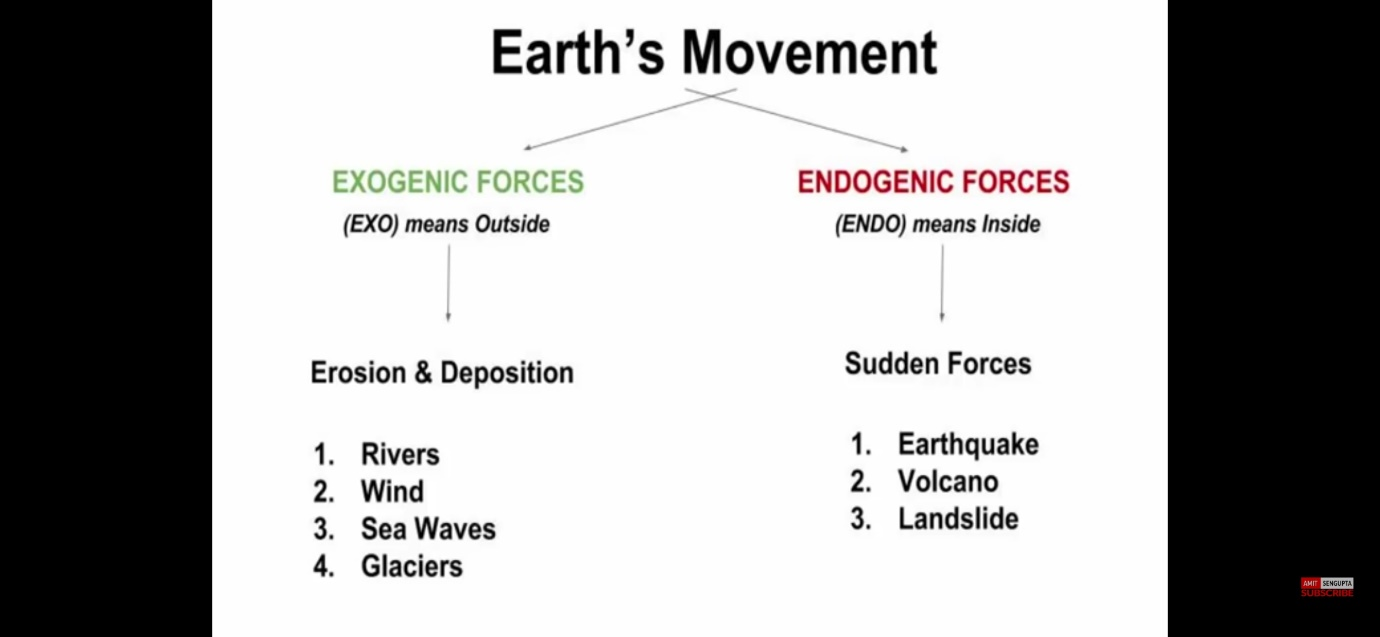 Earth's Movement
EXOGENIC FORCES
(EXO) means Outside
Erosion & Deposition
1. Rivers
2. Wind
3. Sea Waves
4. Glaciers
ENDOGENIC FORCES
(ENDO) means Inside
Sudden Forces
1. Earthquake
2. Volcano
3. Landslide
AMIT SENGUPTA
SUBSCRIBE